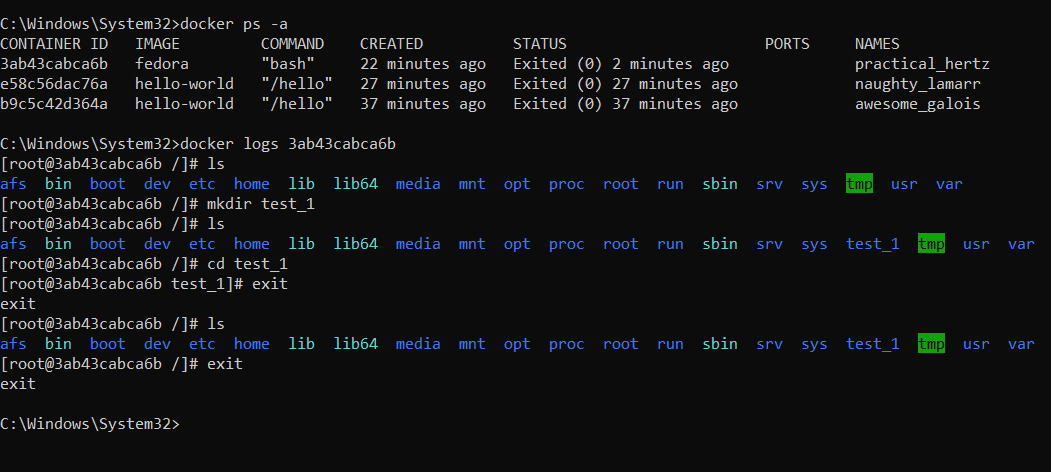 C:\Windows\System32>docker ps -a
CONTAINER ID   IMAGE         COMMAND    CREATED          STATUS                      PORTS     NAMES
3ab43cabca6b   fedora        "bash"     22 minutes ago   Exited (0) 2 minutes ago              practical_hertz
e58c56dac76a   hello-world   "/hello"   27 minutes ago   Exited (0) 27 minutes ago             naughty_lamarr
b9c5c42d364a   hello-world   "/hello"   37 minutes ago   Exited (0) 37 minutes ago             awesome_galois
C:\Windows\System32>docker logs 3ab43cabca6b
[root@3ab43cabca6b /]# ls
afs  bin  boot  dev  etc  home  lib  lib64  media  mnt  opt  proc  root  run  sbin  srv  sys  tmp  usr  var
[root@3ab43cabca6b /]# mkdir test_1
[root@3ab43cabca6b /]# ls
afs  bin  boot  dev  etc  home  lib  lib64  media  mnt  opt  proc  root  run  sbin  srv  sys  test_1  tmp  usr  var
[root@3ab43cabca6b /]# cd test_1
[root@3ab43cabca6b test_1]# exit
exit
[root@3ab43cabca6b /]# ls
afs  bin  boot  dev  etc  home  lib  lib64  media  mnt  opt  proc  root  run  sbin  srv  sys  test_1  tmp  usr  var
[root@3ab43cabca6b /]# exit
exit
C:\Windows\System32>